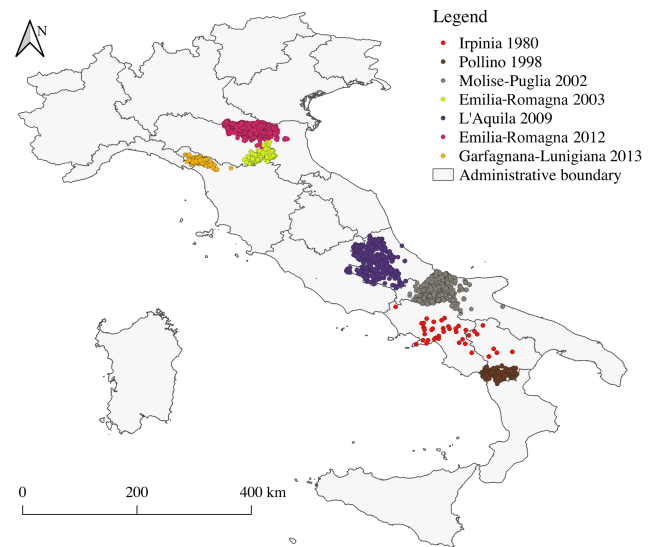 N
Legend
Irpinia 1980
Pollino 1998
Molise-Puglia 2002
Emilia-Romagna 2003
L'Aquila 2009
Emilia-Romagna 2012
Garfagnana-Lunigiana 2013
Administrative boundary
0 200 400 km